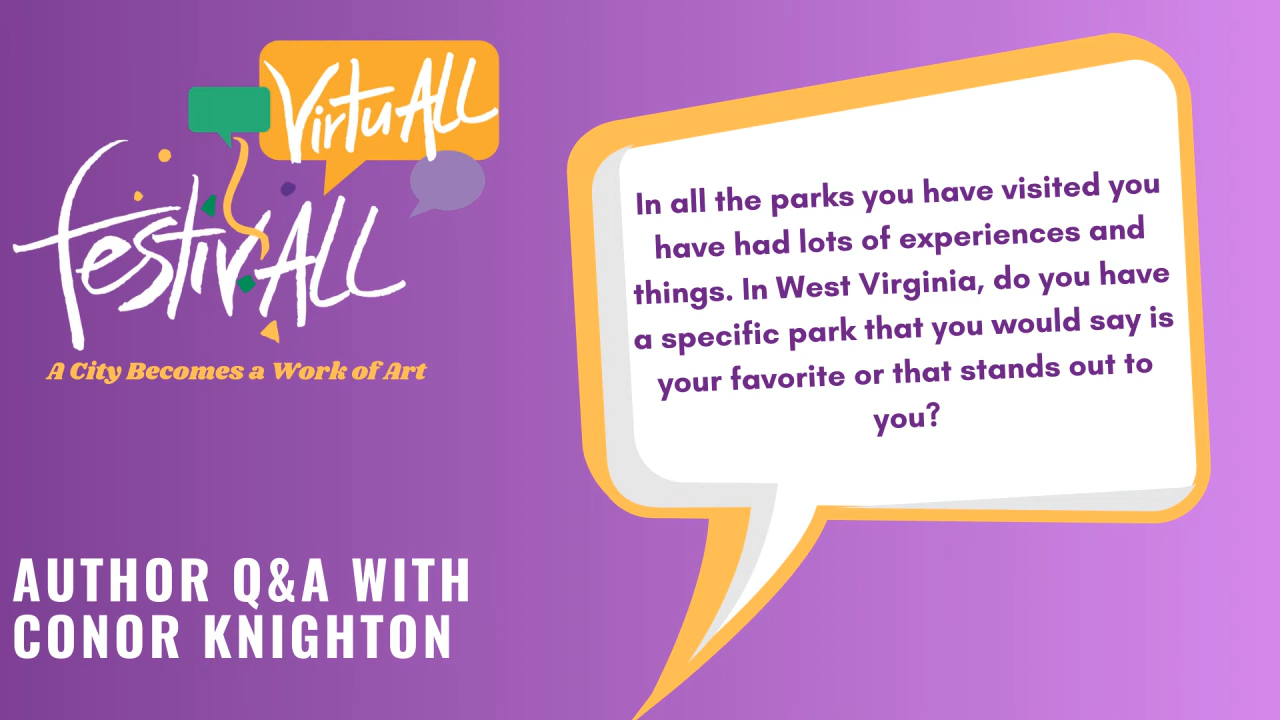 VirtuALL
FestivALL
A City Becomes a Work of Art
AUTHOR Q&A WITH
CONOR KNIGHTON
In all the parks you have visited you
have had lots of experiences and
things. In West Virginia, do you have
a specific park that you would say is
your favorite or that stands out to
you?